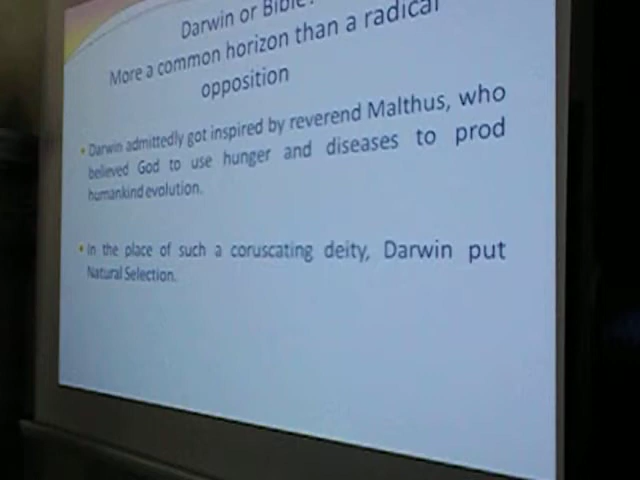 Darwin or Bible?
More a common horizon than a radical
opposition
Darwin admittedly got inspired by reverend Malthus, who
believed God to use hunger and diseases to prod
humankind evolution.
In the place of such a coruscating deity, Darwin put
Natural Selection.